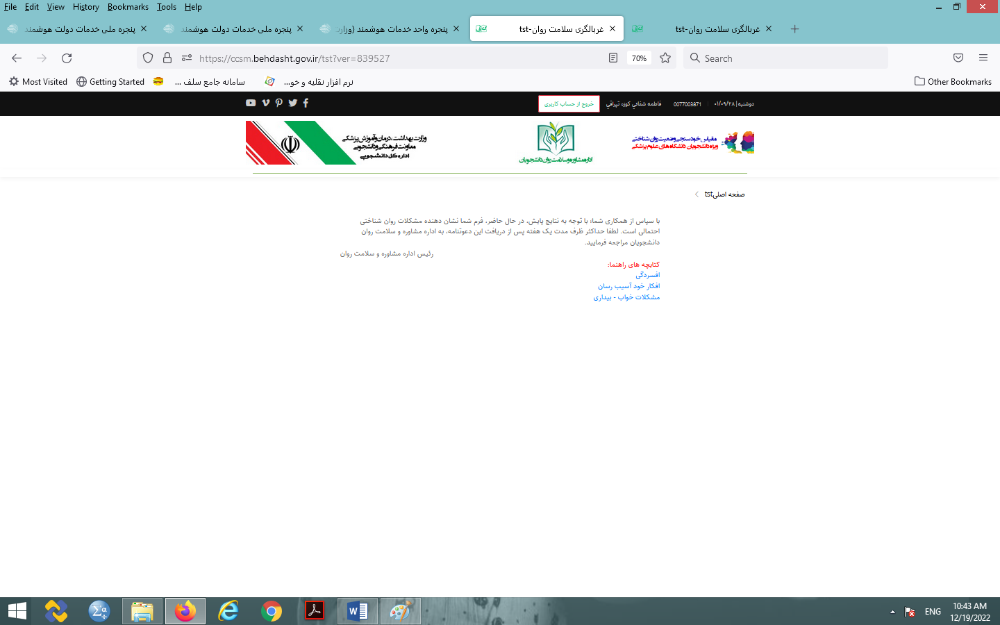 File Edit View History Bookmarks Tools Help
پنجره ملی خدمات دولت هوشمند
پنجره ملی خدمات دولت هوشمند
پنجره واحد خدمات هوشمند (وزارت
غربالگری سلامت روان-tst
غربالگری سلامت روان-tst
https://ccsm.behdasht.gov.ir/tst?ver=839527
70%
Search
Most Visited
Getting Started
سامانه جامع سلف ...
نرم افزار نقلیه و خو...
Other Bookmarks
دوشنبه | ۰۱/۰۹/۲۸
0077003871
فاطمه شفاهي کوزه تپراقي
خروج از حساب کاربری
مقیاس خودسنجی وضعیت روان شناختی
ویژه دانشجویان دانشگاه های علوم پزشکی
اداره مشاوره و سلامت روان دانشجویان
وزارت بهداشت، درمان و آموزش پزشکی
معاونت فرهنگی و دانشجویی
اداره کل دانشجویی
صفحه اصلیtst
با سپاس از همکاری شما؛ با توجه به نتایج پایش، در حال حاضر، فرم شما نشان دهنده مشکلات روان شناختی
احتمالی است. لطفا حداکثر ظرف مدت یک هفته پس از دریافت این دعوتنامه، به اداره مشاوره و سلامت روان
دانشجویان مراجعه فرمایید.
رئیس اداره مشاوره و سلامت روان
کتابچه های راهنما:
افسردگی
افکار خود آسیب رسان
مشکلات خواب - بیداری
ENG
10:43 AM
12/19/2022